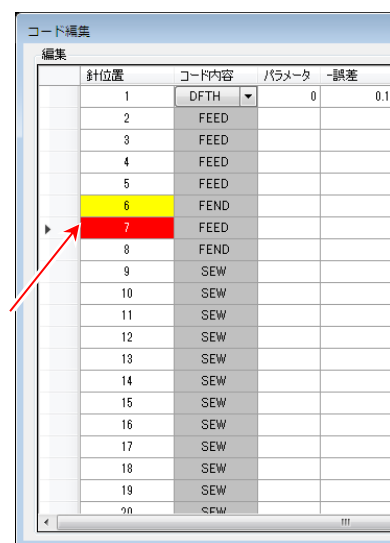 コード編集
編集
針位置 コード内容 パラメータ -誤差
1 DFTH 0 0.1
2 FEED
3 FEED
4 FEED
5 FEED
6 FEND
7 FEED
8 FEND
9 SEW
10 SEW
11 SEW
12 SEW
13 SEW
14 SEW
15 SEW
16 SEW
17 SEW
18 SEW
19 SEW
20 SEW